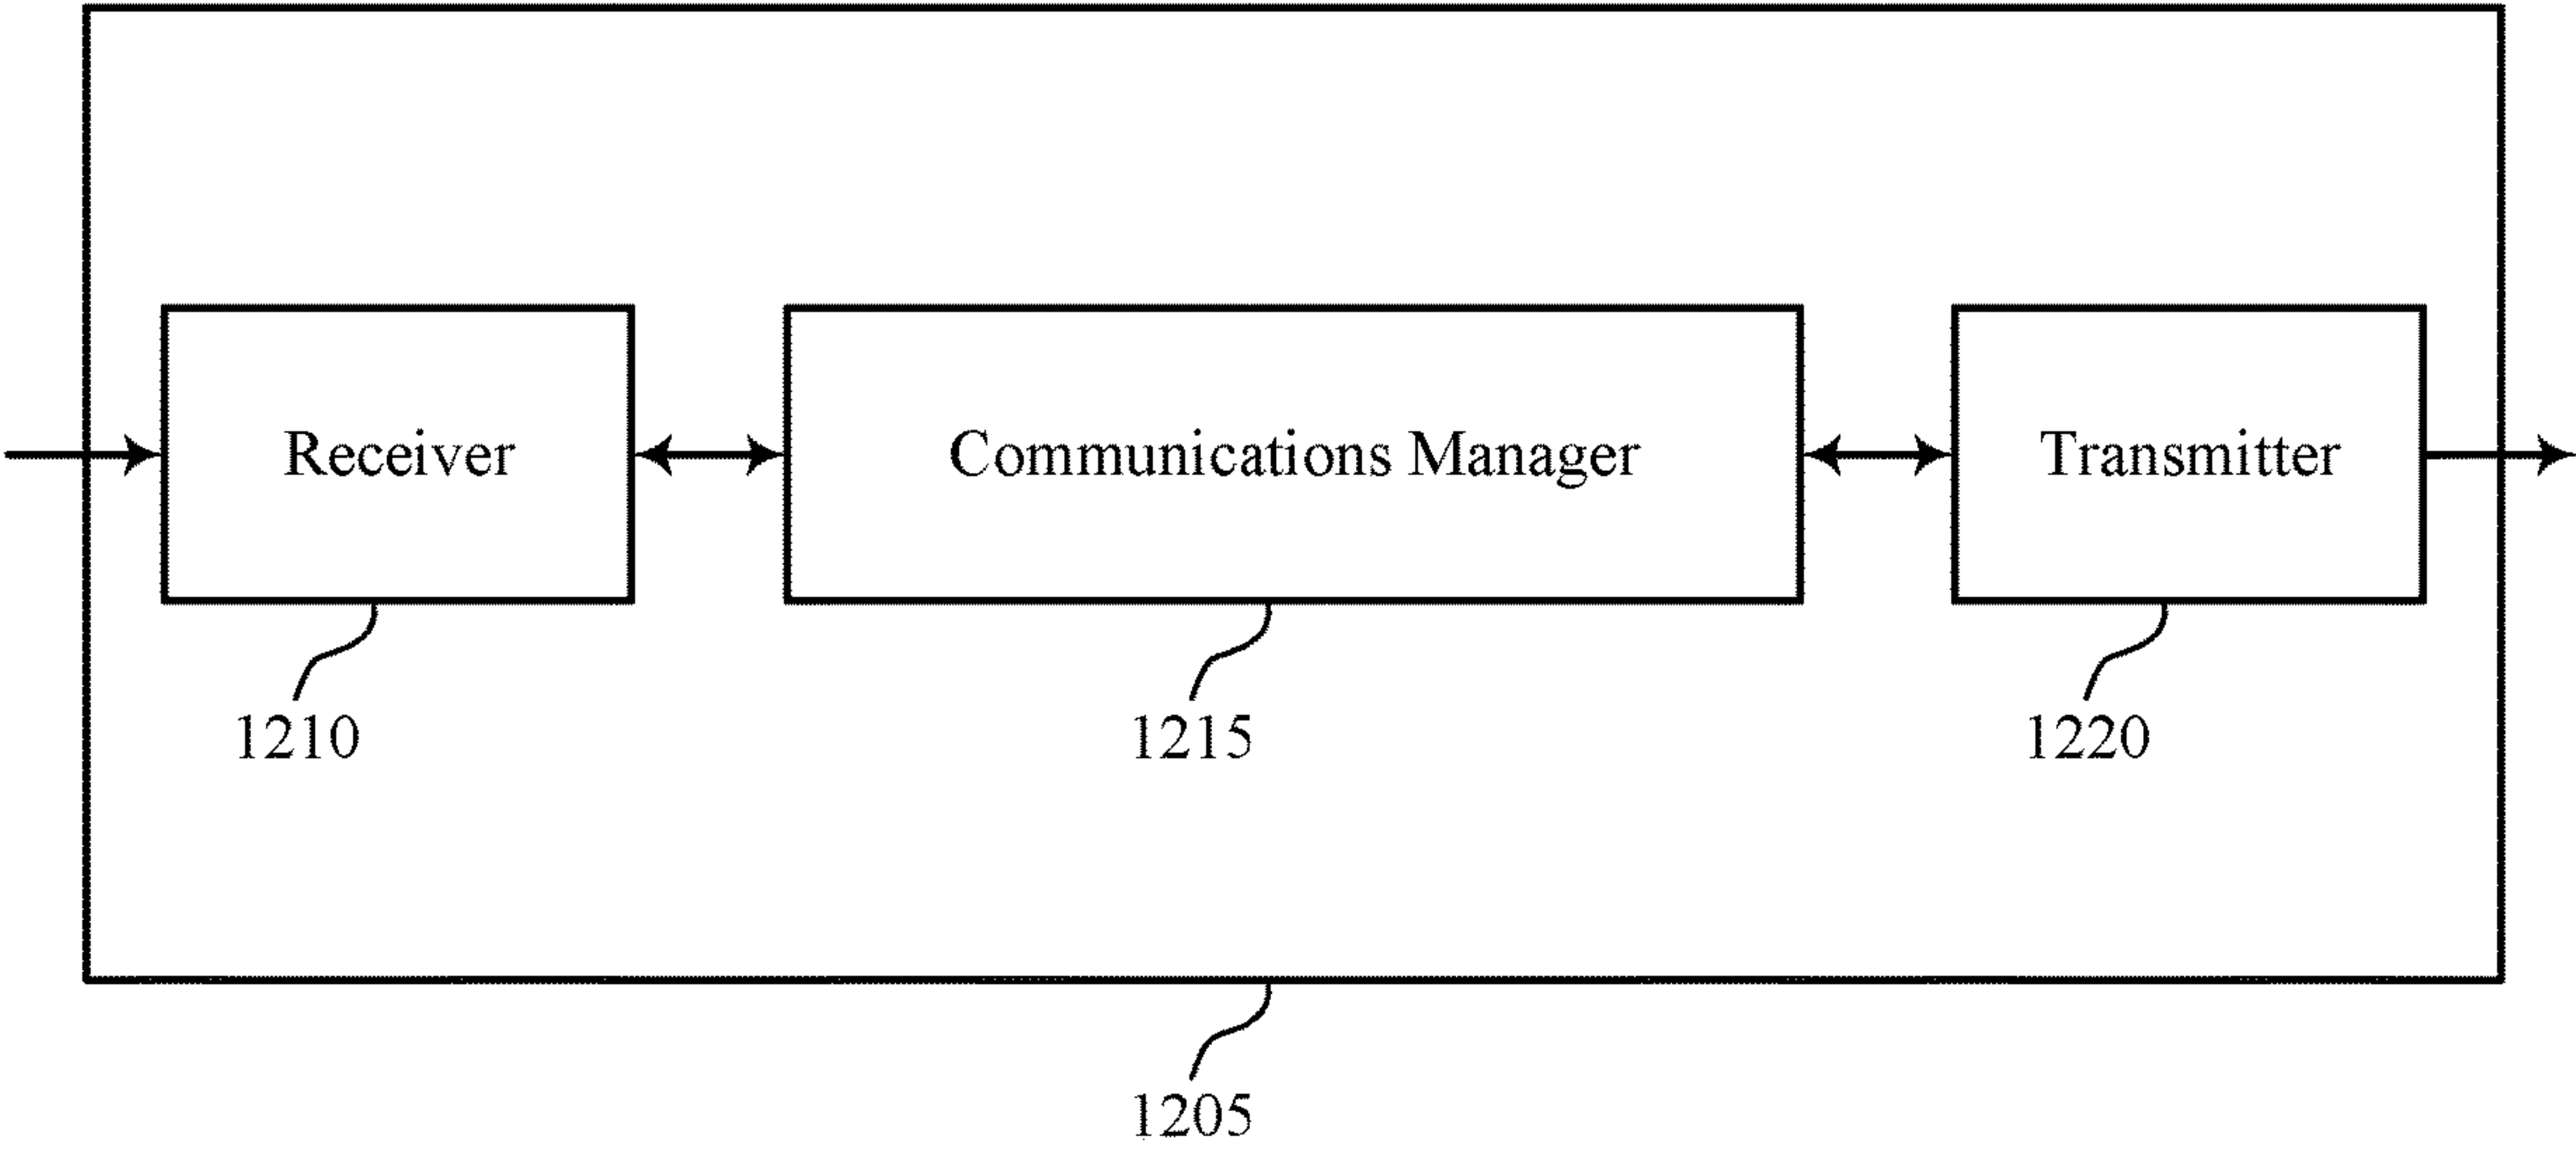 Receiver
Communications Manager
Transmitter
1210
1215
1220
1205